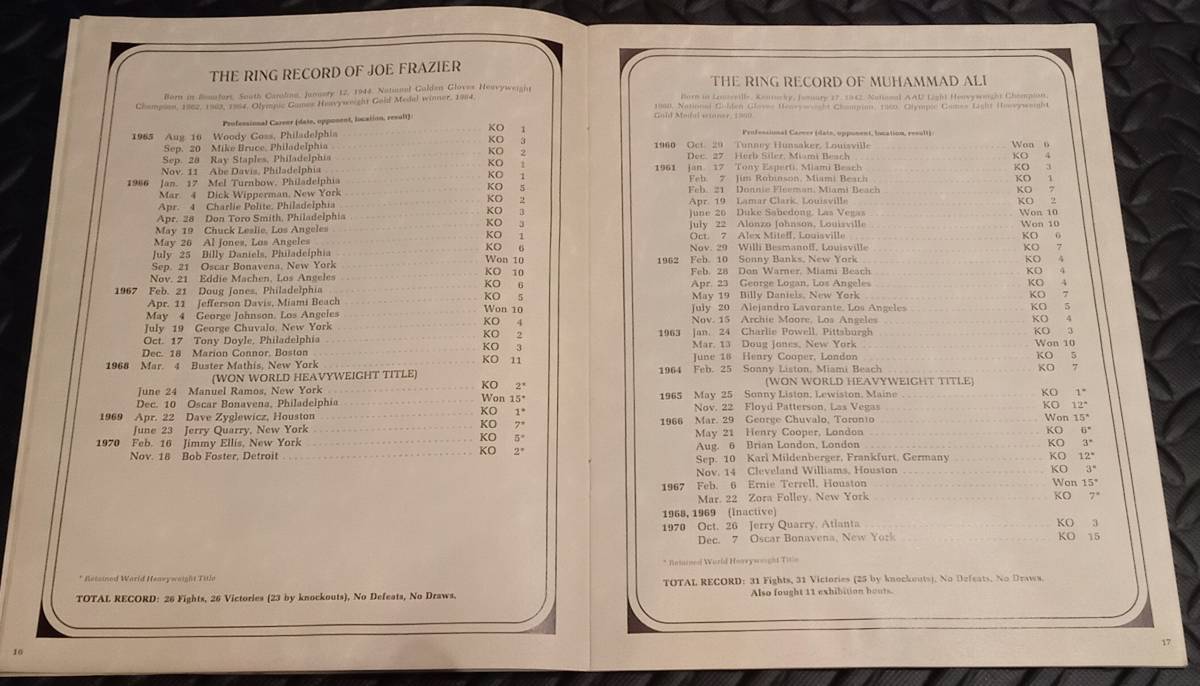 THE RING RECORD OF JOE FRAZIER
Born in Beaufort, South Carolina, January 12, 1944. National Golden Gloves Heavyweight
Champion, 1962, 1963, 1964. Olympic Games Heavyweight Gold Medal winner, 1964.
Professional Career (date, opponent, location, result):
1965 Aug. 16 Woody Goss, Philadelphia KO 1
Sep. 20 Mike Bruce, Philadelphia KO 3
Sep. 28 Ray Staples, Philadelphia KO 2
Nov. 11 Abe Davis, Philadelphia KO 1
1966 Jan. 17 Mel Turnbow, Philadelphia KO 1
Mar. 4 Dick Wipperman, New York KO 5
Apr. 4 Charlie Polite, Philadelphia KO 2
Apr. 28 Don Toro Smith, Philadelphia KO 3
May 19 Chuck Leslie, Los Angeles KO 3
May 26 Al Jones, Los Angeles KO 1
July 25 Billy Daniels, Philadelphia KO 6
Sep. 21 Oscar Bonavena, New York Won 10
Nov. 21 Eddie Machen, Los Angeles KO 10
1967 Feb. 21 Doug Jones, Philadelphia KO 6
Apr. 11 Jefferson Davis, Miami Beach KO 5
May 4 George Johnson, Los Angeles Won 10
July 19 George Chuvalo, New York KO 4
Oct. 17 Tony Doyle, Philadelphia KO 2
Dec. 18 Marion Connor, Boston KO 3
1968 Mar. 4 Buster Mathis, New York KO 11
(WON WORLD HEAVYWEIGHT TITLE)
June 24 Manuel Ramos, New York KO 2*
Dec. 10 Oscar Bonavena, Philadelphia Won 15*
1969 Apr. 22 Dave Zyglewicz, Houston KO 1*
June 23 Jerry Quarry, New York KO 7*
1970 Feb. 16 Jimmy Ellis, New York KO 5*
Nov. 18 Bob Foster, Detroit KO 2*
* Retained World Heavyweight Title
TOTAL RECORD: 26 Fights, 26 Victories (23 by knockouts), No Defeats, No Draws.
16
THE RING RECORD OF MUHAMMAD ALI
Born in Louisville, Kentucky, January 17, 1942. National AAU Light Heavyweight Champion,
1960. National Golden Gloves Heavyweight Champion, 1960. Olympic Games Light Heavyweight
Gold Medal winner, 1960.
Professional Career (date, opponent, location, result):
1960 Oct. 29 Tunney Hunsaker, Louisville Won 6
Dec. 27 Herb Siler, Miami Beach KO 4
1961 Jan. 17 Tony Esperti, Miami Beach KO 3
Feb. 7 Jim Robinson, Miami Beach KO 1
Feb. 21 Donnie Fleeman, Miami Beach KO 7
Apr. 19 Lamar Clark, Louisville KO 2
June 26 Duke Sabedong, Las Vegas Won 10
July 22 Alonzo Johnson, Louisville Won 10
Oct. 7 Alex Miteff, Louisville KO 6
Nov. 29 Willi Besmanoff, Louisville KO 7
1962 Feb. 10 Sonny Banks, New York KO 4
Feb. 28 Don Warner, Miami Beach KO 4
Apr. 23 George Logan, Los Angeles KO 4
May 19 Billy Daniels, New York KO 7
July 20 Alejandro Lavorante, Los Angeles KO 5
Nov. 15 Archie Moore, Los Angeles KO 4
1963 Jan. 24 Charlie Powell, Pittsburgh KO 3
Mar. 13 Doug Jones, New York Won 10
June 18 Henry Cooper, London KO 5
1964 Feb. 25 Sonny Liston, Miami Beach KO 7
(WON WORLD HEAVYWEIGHT TITLE)
1965 May 25 Sonny Liston, Lewiston, Maine KO 1*
Nov. 22 Floyd Patterson, Las Vegas KO 12*
1966 Mar. 29 George Chuvalo, Toronto Won 15*
May 21 Henry Cooper, London KO 6*
Aug. 6 Brian London, London KO 3*
Sep. 10 Karl Mildenberger, Frankfurt, Germany KO 12*
Nov. 14 Cleveland Williams, Houston KO 3*
1967 Feb. 6 Ernie Terrell, Houston Won 15*
Mar. 22 Zora Folley, New York KO 7*
1968, 1969 (Inactive)
1970 Oct. 26 Jerry Quarry, Atlanta KO 3
Dec. 7 Oscar Bonavena, New York KO 15
* Retained World Heavyweight Title
TOTAL RECORD: 31 Fights, 31 Victories (25 by knockouts), No Defeats, No Draws.
Also fought 11 exhibition bouts.
17